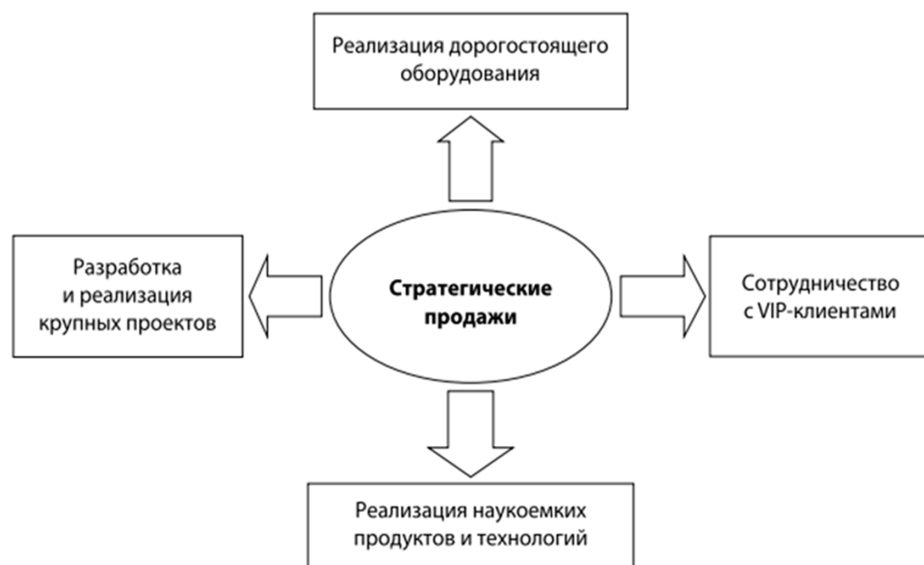 Реализация дорогостоящего
оборудования
Разработка
и реализация
крупных проектов
Стратегические
продажи
Сотрудничество
с VIP-клиентами
Реализация наукоемких
продуктов и технологий